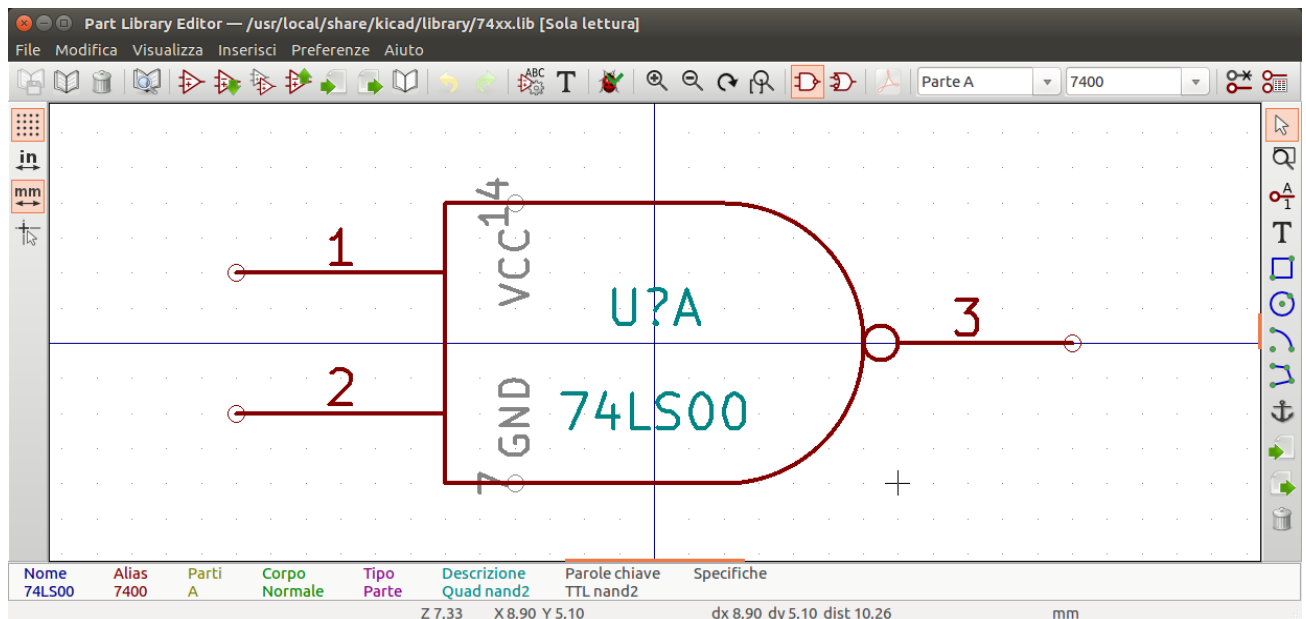 Part Library Editor — /usr/local/share/kicad/library/74xx.lib [Sola lettura]
File Modifica Visualizza Inserisci Preferenze Aiuto
ABC T Parte A 7400
in
mm
A
1
T
14
VCC
1
U?A
3
2
GND
74LS00
7
Nome Alias Parti Corpo Tipo Descrizione Parole chiave Specifiche
74LS00 7400 A Normale Parte Quad nand2 TTL nand2
Z 7.33 X 8.90 Y 5.10 dx 8.90 dy 5.10 dist 10.26 mm